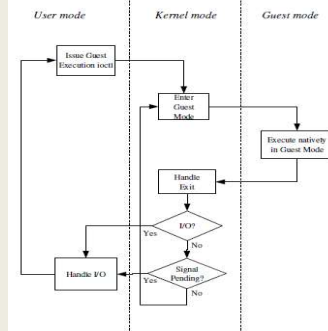 User mode
Kernel mode
Guest mode
Issue Guest
Execution ioctl
Enter
Guest
Mode
Execute natively
in Guest Mode
Handle
Exit
I/O?
Yes
No
Handle I/O
Signal
Pending?
Yes
No